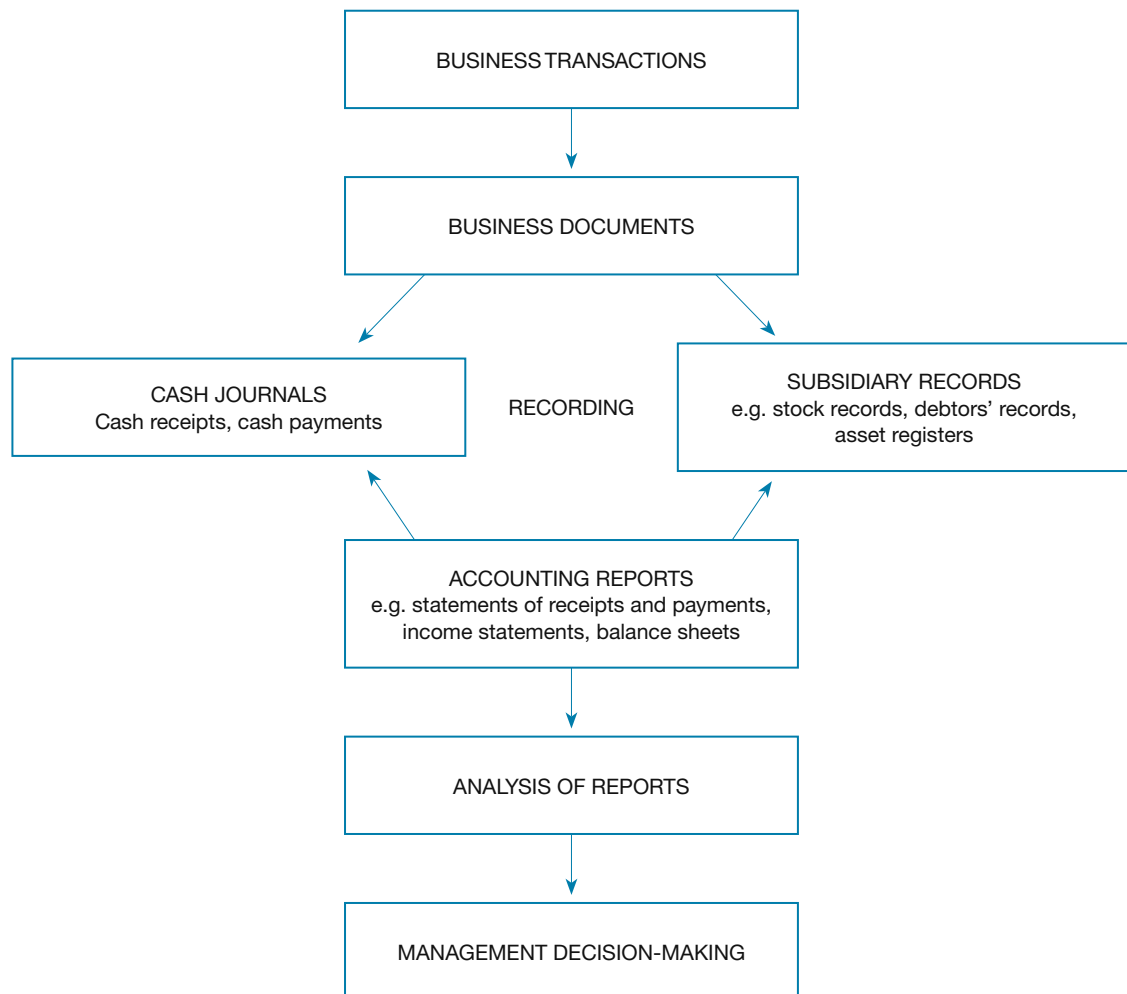 BUSINESS TRANSACTIONS
BUSINESS DOCUMENTS
CASH JOURNALS
Cash receipts, cash payments
RECORDING
SUBSIDIARY RECORDS
e.g. stock records, debtors’ records,
asset registers
ACCOUNTING REPORTS
e.g. statements of receipts and payments,
income statements, balance sheets
ANALYSIS OF REPORTS
MANAGEMENT DECISION-MAKING